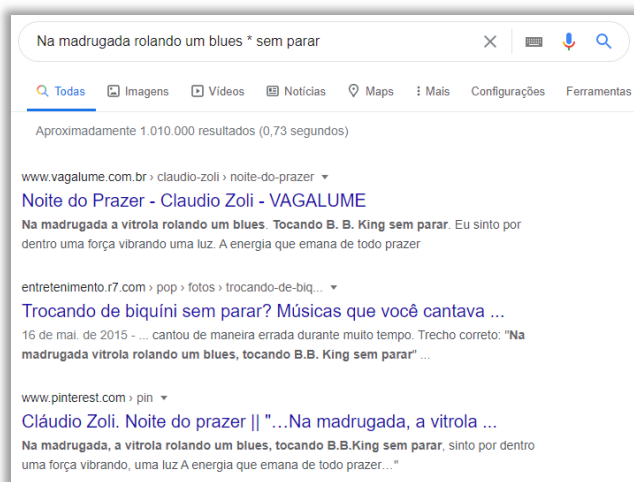 Na madrugada rolando um blues * sem parar
Todas Imagens Vídeos Notícias Maps Mais Configurações Ferramentas
Aproximadamente 1.010.000 resultados (0,73 segundos)
www.vagalume.com.br › claudio-zoli › noite-do-prazer
Noite do Prazer - Claudio Zoli - VAGALUME
Na madrugada a vitrola rolando um blues. Tocando B. B. King sem parar. Eu sinto por
dentro uma força vibrando uma luz. A energia que emana de todo prazer
entretenimento.r7.com › pop › fotos › trocando-de-biq...
Trocando de biquíni sem parar? Músicas que você cantava ...
16 de mai. de 2015 - ... cantou de maneira errada durante muito tempo. Trecho correto: "Na
madrugada vitrola rolando um blues, tocando B.B. King sem parar" ...
www.pinterest.com › pin
Cláudio Zoli. Noite do prazer || "…Na madrugada, a vitrola ...
Na madrugada, a vitrola rolando um blues, tocando B.B.King sem parar, sinto por dentro
uma força vibrando, uma luz A energia que emana de todo prazer…"